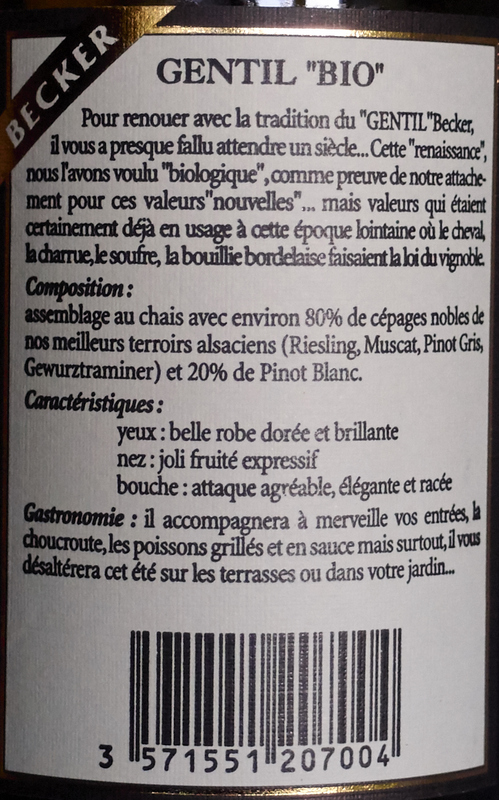 BECKER
GENTIL "BIO"
Pour renouer avec la tradition du "GENTIL"Becker,
il vous a presque fallu attendre un siècle... Cette "renaissance",
nous l'avons voulu "biologique", comme preuve de notre attache-
ment pour ces valeurs"nouvelles"... mais valeurs qui étaient
certainement déjà en usage à cette époque lointaine où le cheval,
la charrue, le soufre, la bouillie bordelaise faisaient la loi du vignoble.
Composition :
assemblage au chais avec environ 80% de cépages nobles de
nos meilleurs terroirs alsaciens (Riesling, Muscat, Pinot Gris,
Gewurztraminer) et 20% de Pinot Blanc.
Caractéristiques :
yeux : belle robe dorée et brillante
nez : joli fruité expressif
bouche : attaque agréable, élégante et racée
Gastronomie : il accompagnera à merveille vos entrées, la
choucroute, les poissons grillés et en sauce mais surtout, il vous
désaltérera cet été sur les terrasses ou dans votre jardin...
3 571551 207004